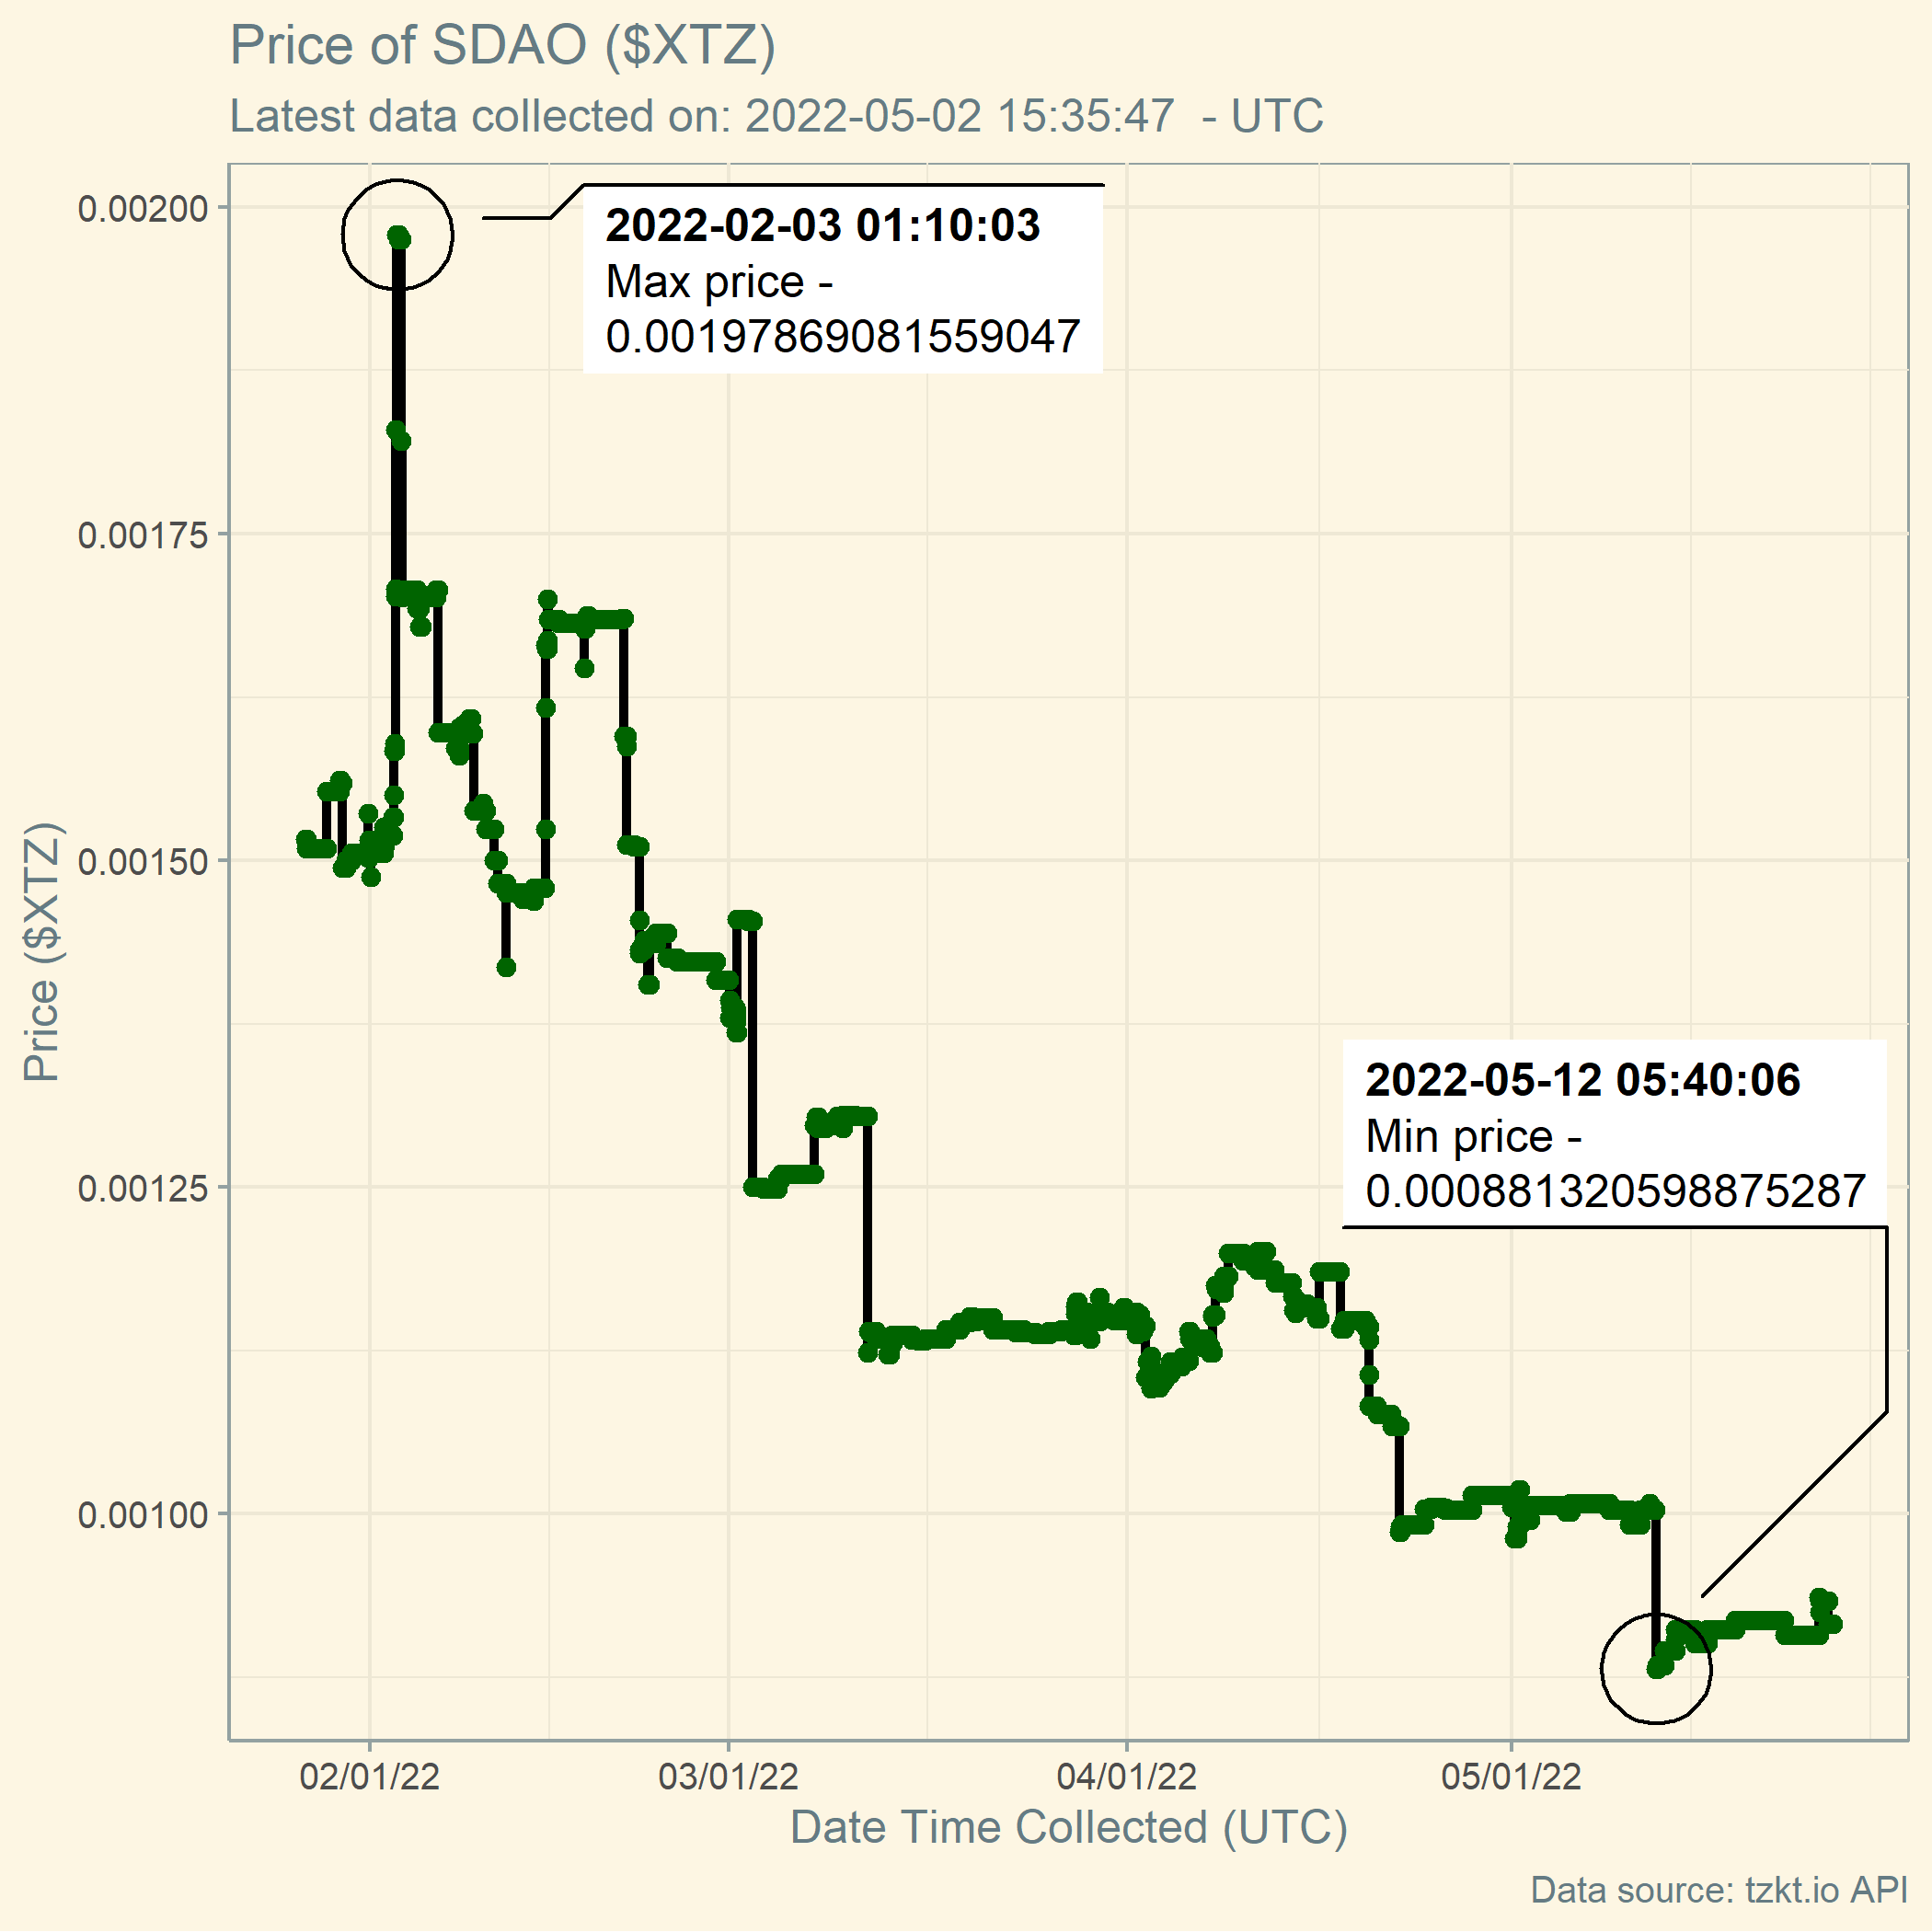 Price of SDAO ($XTZ)
Latest data collected on: 2022-05-02 15:35:47  - UTC
0.00200
0.00175
0.00150
0.00125
0.00100
Price ($XTZ)
2022-02-03 01:10:03
Max price -
0.00197869081559047
2022-05-12 05:40:06
Min price -
0.000881320598875287
02/01/22
03/01/22
04/01/22
05/01/22
Date Time Collected (UTC)
Data source: tzkt.io API